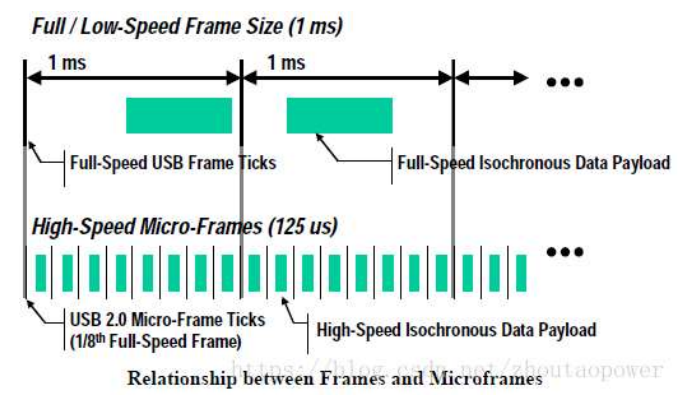 Full / Low-Speed Frame Size (1 ms)
1 ms
1 ms
Full-Speed USB Frame Ticks
Full-Speed Isochronous Data Payload
High-Speed Micro-Frames (125 us)
USB 2.0 Micro-Frame Ticks
(1/8th Full-Speed Frame)
High-Speed Isochronous Data Payload
https://blog.csdn.net/zhoutaopower
Relationship between Frames and Microframes